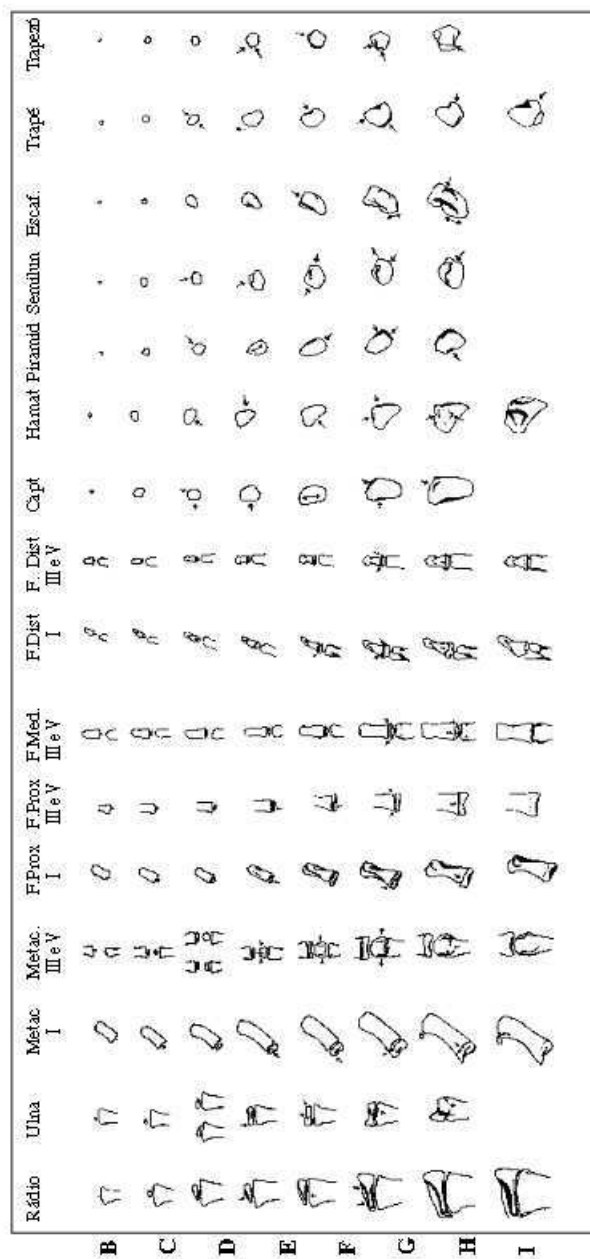 Rádio
Ulna
Metac
I
Metac.
III e V
F.Prox
I
F.Prox
III e V
F.Med.
III e V
F.Dist
I
F. Dist
III e V
Capt
Hamat
Piramid
Semilun
Escaf.
Trapé
Trapezó
B
C
D
E
F
G
H
I